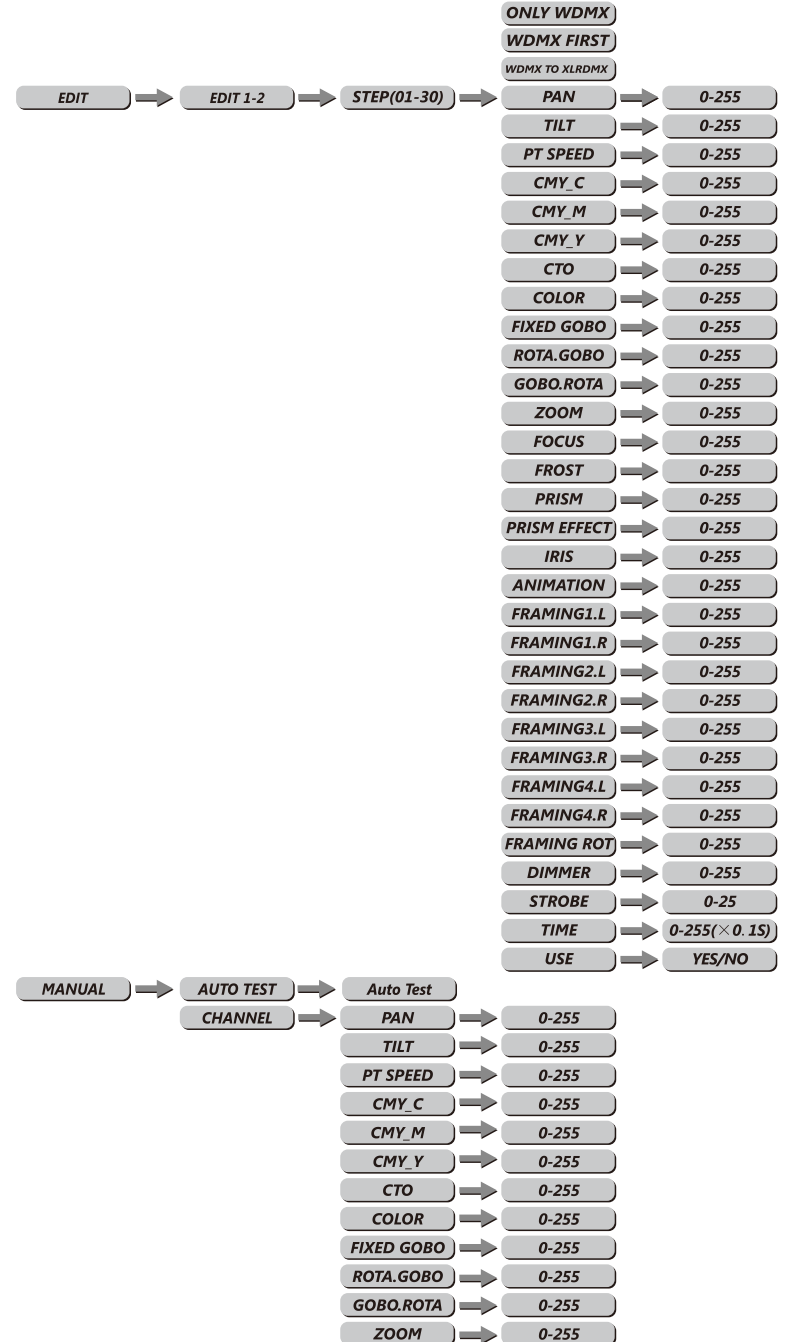 ONLY WDMX
WDMX FIRST
WDMX TO XLRDMX
EDIT EDIT 1-2 STEP(01-30) PAN 0-255
TILT 0-255
PT SPEED 0-255
CMY_C 0-255
CMY_M 0-255
CMY_Y 0-255
CTO 0-255
COLOR 0-255
FIXED GOBO 0-255
ROTA.GOBO 0-255
GOBO.ROTA 0-255
ZOOM 0-255
FOCUS 0-255
FROST 0-255
PRISM 0-255
PRISM EFFECT 0-255
IRIS 0-255
ANIMATION 0-255
FRAMING1.L 0-255
FRAMING1.R 0-255
FRAMING2.L 0-255
FRAMING2.R 0-255
FRAMING3.L 0-255
FRAMING3.R 0-255
FRAMING4.L 0-255
FRAMING4.R 0-255
FRAMING ROT 0-255
DIMMER 0-255
STROBE 0-25
TIME 0-255(×0.1S)
USE YES/NO
MANUAL AUTO TEST Auto Test
CHANNEL PAN 0-255
TILT 0-255
PT SPEED 0-255
CMY_C 0-255
CMY_M 0-255
CMY_Y 0-255
CTO 0-255
COLOR 0-255
FIXED GOBO 0-255
ROTA.GOBO 0-255
GOBO.ROTA 0-255
ZOOM 0-255